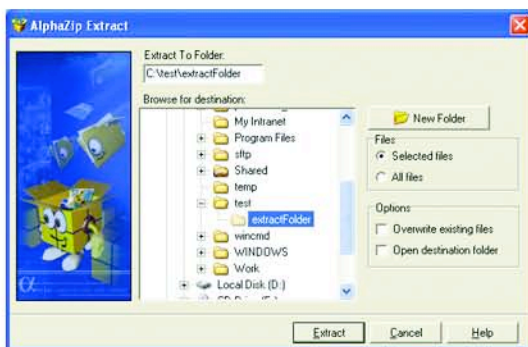 AlphaZip Extract
Extract To Folder:
C:\test\extractFolder
Browse for destination:
My Intranet
Program Files
sftp
Shared
temp
test
extractFolder
wincmd
WINDOWS
Work
Local Disk (D:)
New Folder
Files
Selected files
All files
Options
Overwrite existing files
Open destination folder
α
Extract
Cancel
Help